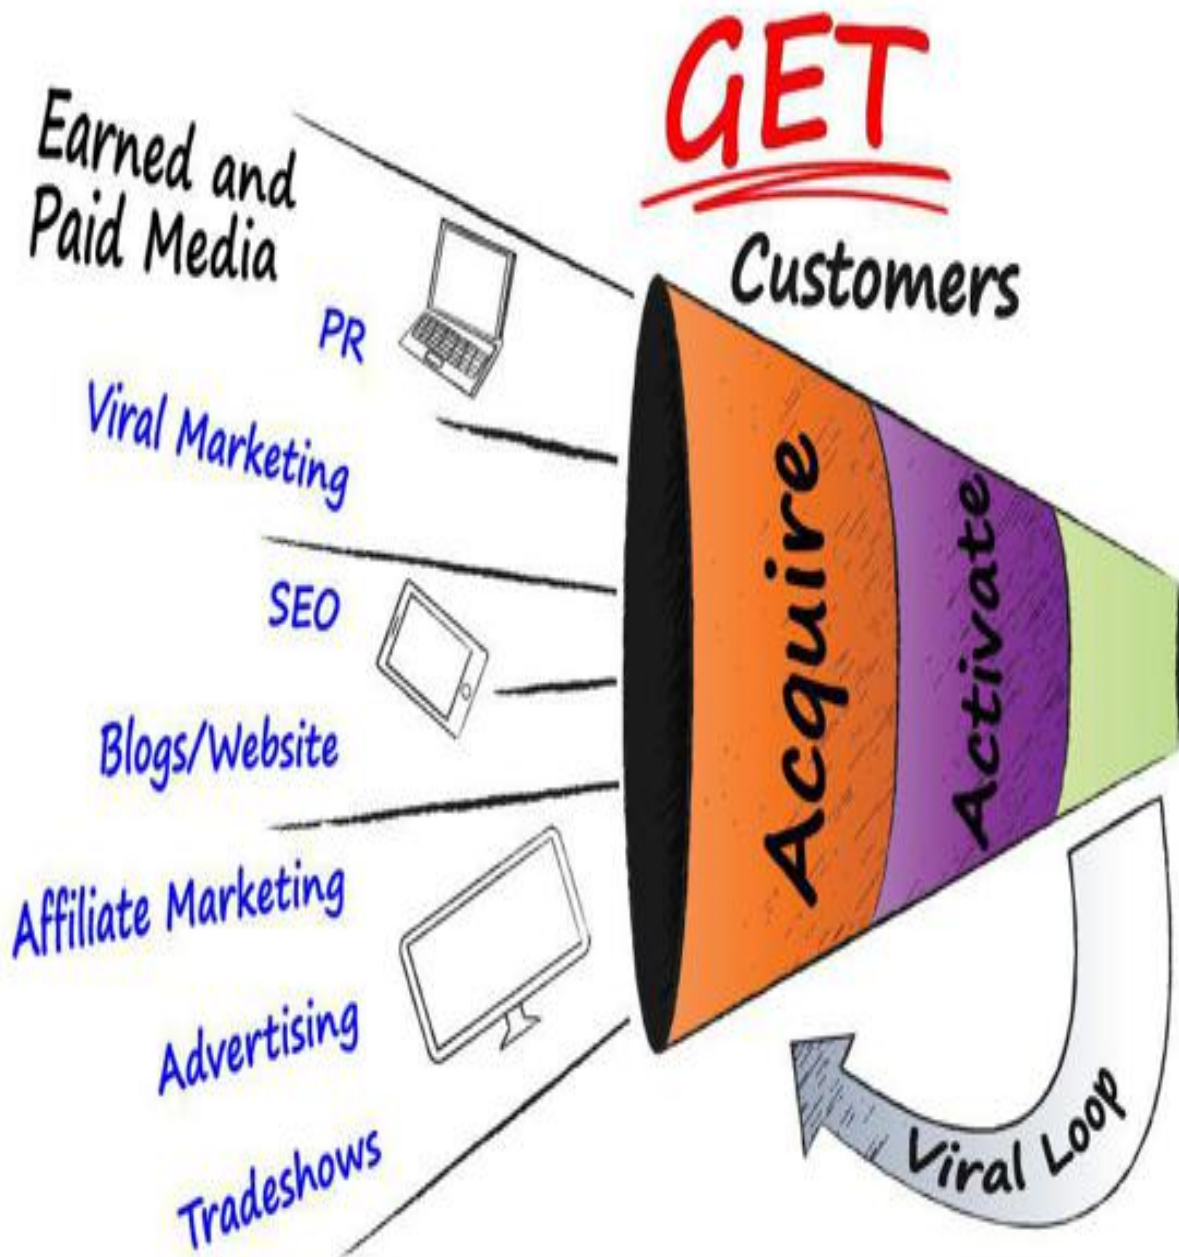 GET
Customers
Earned and
Paid Media
PR
Viral Marketing
SEO
Blogs/Website
Affiliate Marketing
Advertising
Tradeshows
Acquire
Activate
Viral Loop